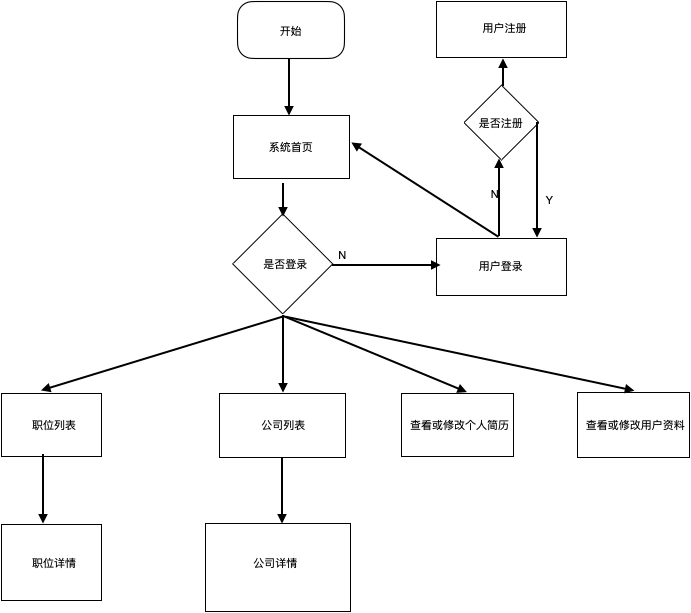 开始
用户注册
是否注册
系统首页
N
Y
是否登录
N
用户登录
职位列表
公司列表
查看或修改个人简历
查看或修改用户资料
职位详情
公司详情